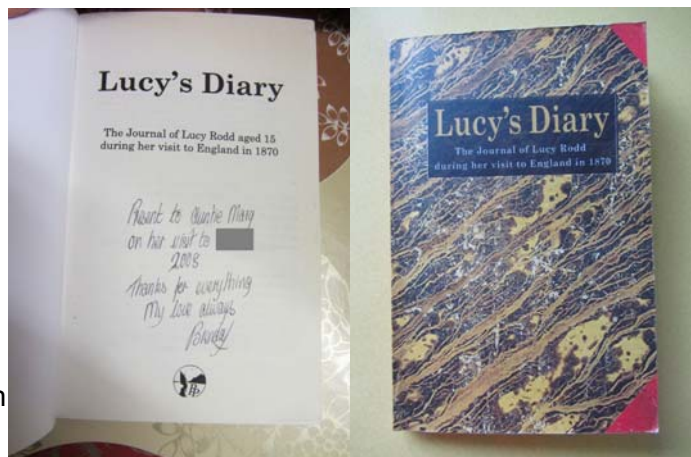 Lucy's Diary
The Journal of Lucy Rodd aged 15
during her visit to England in 1870
Present to Auntie Mary
on her visit to
2008
Thanks for everything
My love always
n
Lucy's Diary
The Journal of Lucy Rodd
during her visit to England in 1870